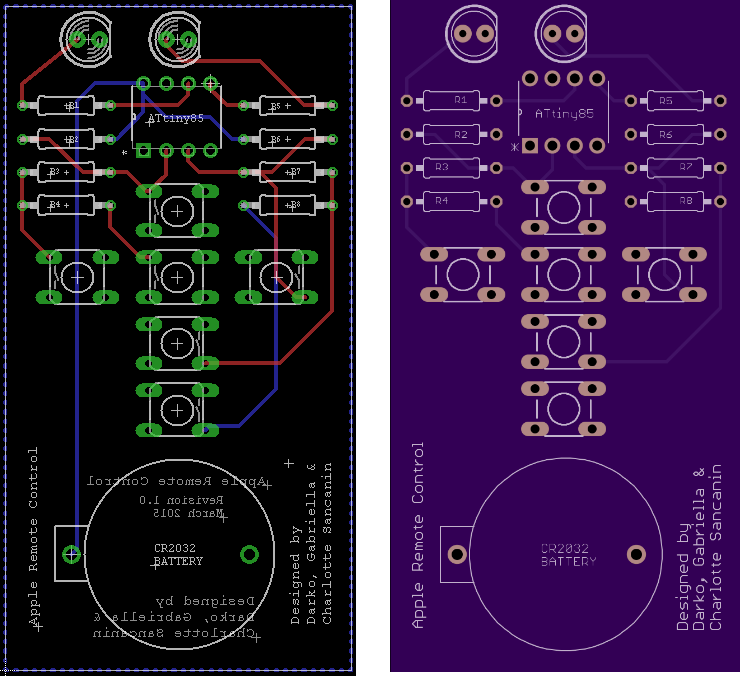 R1
R5
R2
R6
R3
R7
R4
R8
ATtiny85
*
Apple Remote Control
Apple Remote Control
Revision 1.0
March 2015
CR2032
BATTERY
Designed by
Darko, Gabriella &
Charlotte Sancanin
Designed by
Darko, Gabriella &
Charlotte Sancanin
R1
R5
R2
R6
R3
R7
R4
R8
ATtiny85
*
Apple Remote Control
CR2032
BATTERY
Designed by
Darko, Gabriella &
Charlotte Sancanin